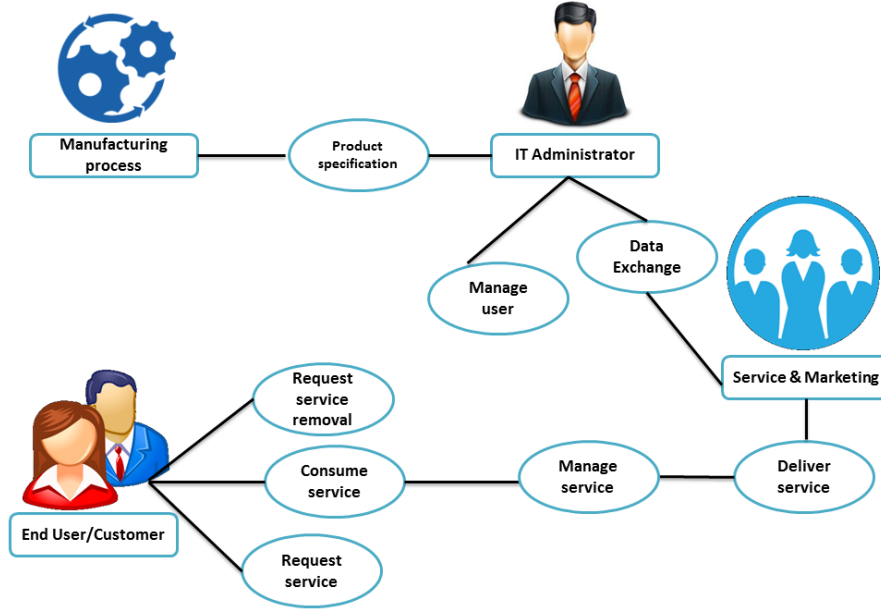 Manufacturing
process
Product
specification
IT Administrator
Data
Exchange
Manage
user
Service & Marketing
Request
service
removal
Consume
service
Manage
service
Deliver
service
End User/Customer
Request
service